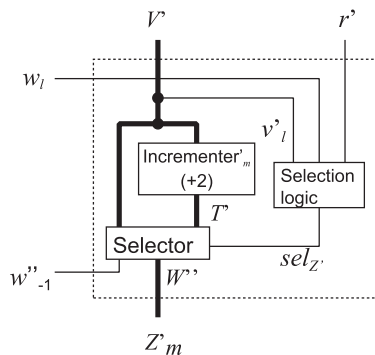 V' r'
w_l
v'_l
Incrementer'_m
(+2)
Selection
logic
T'
Selector
sel_Z'
w''_-1
W''
Z'_m